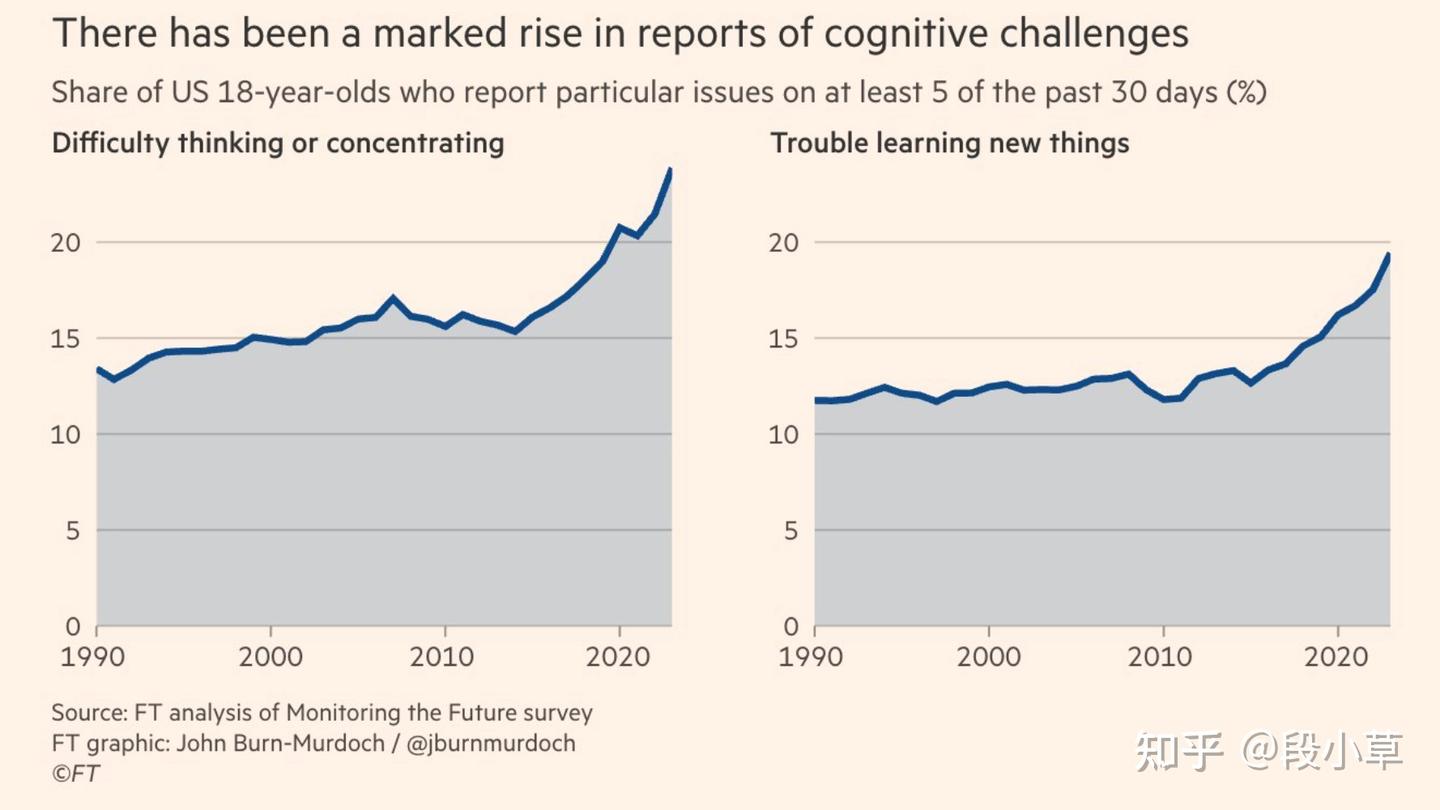 There has been a marked rise in reports of cognitive challenges
Share of US 18-year-olds who report particular issues on at least 5 of the past 30 days (%)
Difficulty thinking or concentrating
20
15
10
5
0
1990 2000 2010 2020
Trouble learning new things
20
15
10
5
0
1990 2000 2010 2020
Source: FT analysis of Monitoring the Future survey
FT graphic: John Burn-Murdoch / @jburnmurdoch
©FT
知乎 @段小草